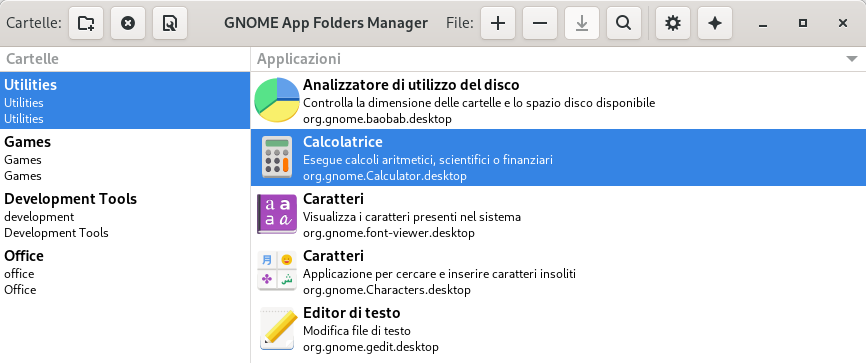 Cartelle:
GNOME App Folders Manager
File:
Cartelle
Applicazioni
Utilities
Utilities
Utilities
Games
Games
Games
Development Tools
development
Development Tools
Office
office
Office
Analizzatore di utilizzo del disco
Controlla la dimensione delle cartelle e lo spazio disco disponibile
org.gnome.baobab.desktop
Calcolatrice
Esegue calcoli aritmetici, scientifici o finanziari
org.gnome.Calculator.desktop
Caratteri
Visualizza i caratteri presenti nel sistema
org.gnome.font-viewer.desktop
Caratteri
Applicazione per cercare e inserire caratteri insoliti
org.gnome.Characters.desktop
Editor di testo
Modifica file di testo
org.gnome.gedit.desktop